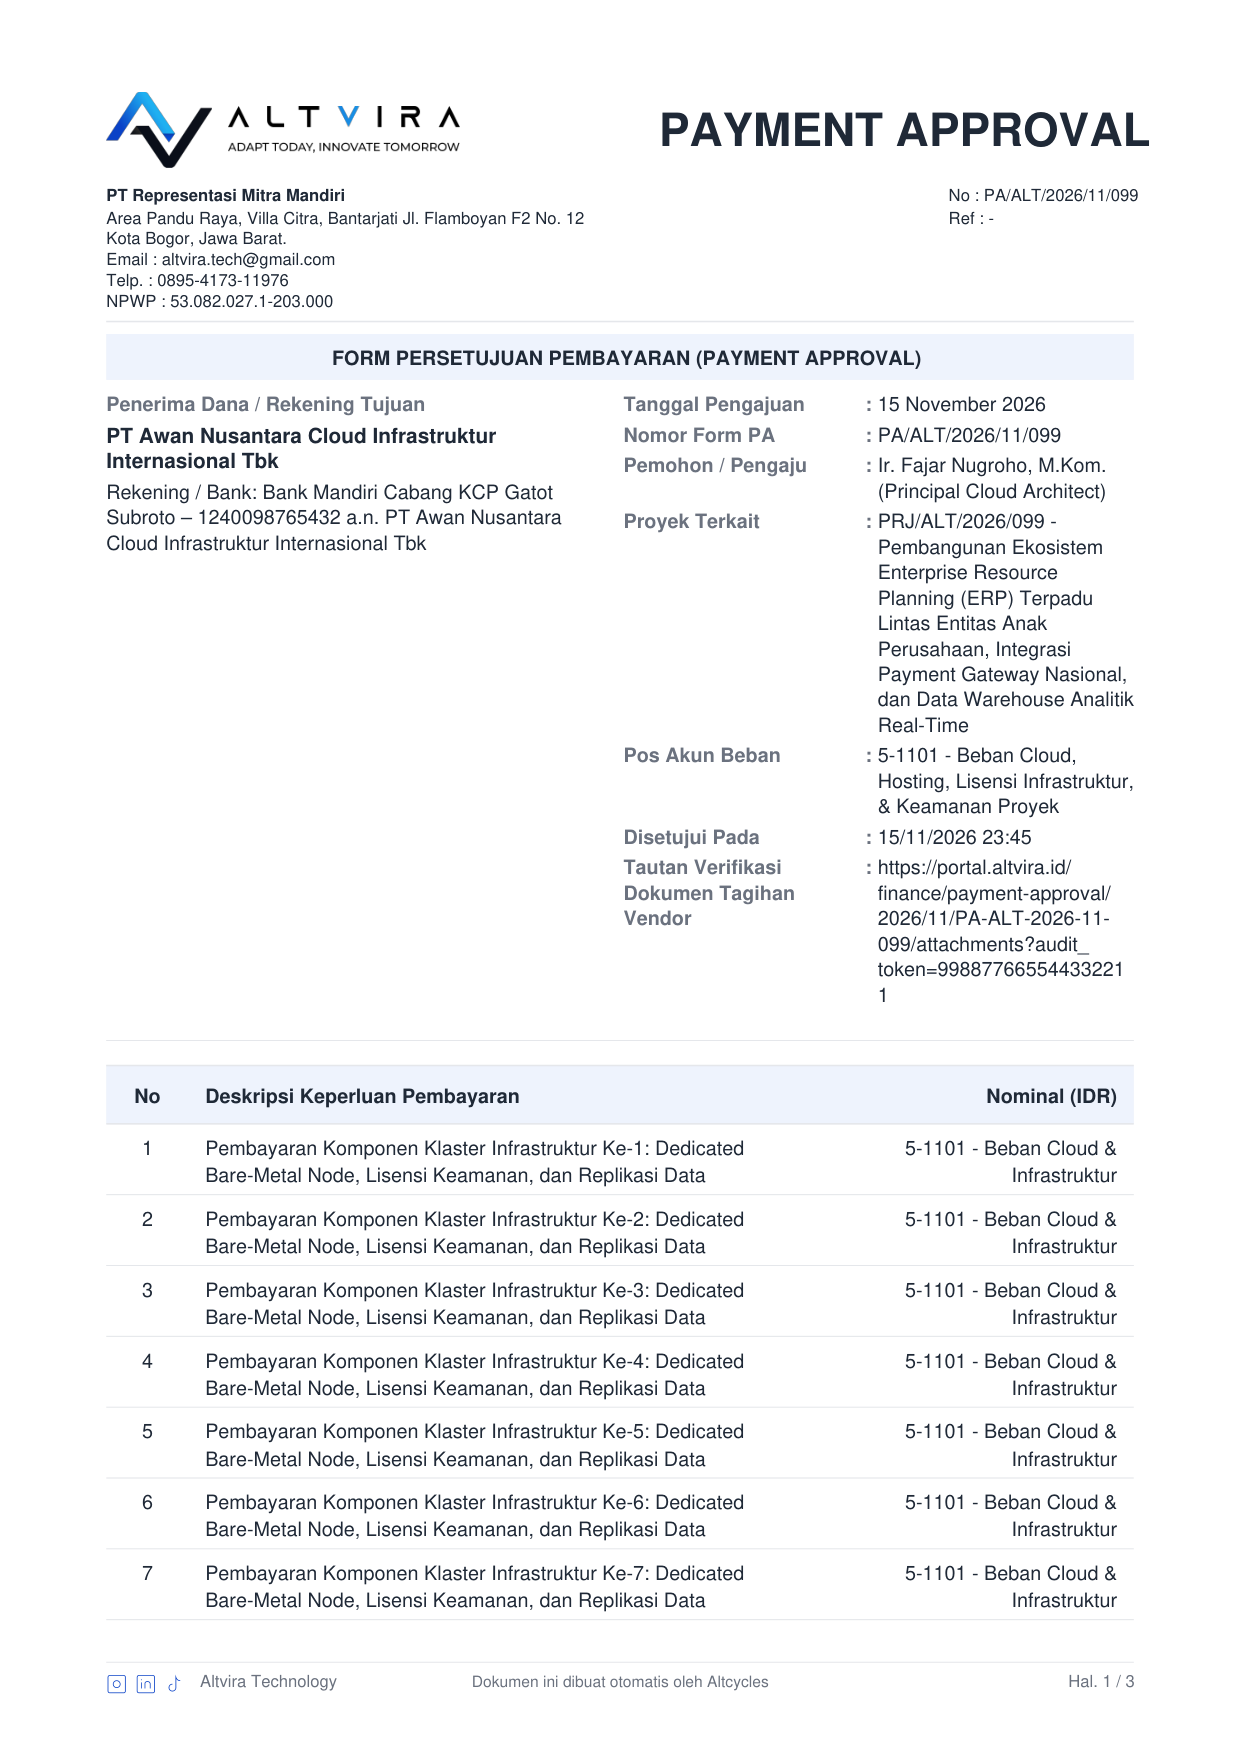 ALTVIRA
ADAPT TODAY, INNOVATE TOMORROW
PAYMENT APPROVAL
PT Representasi Mitra Mandiri
Area Pandu Raya, Villa Citra, Bantarjati Jl. Flamboyan F2 No. 12
Kota Bogor, Jawa Barat.
Email : altvira.tech@gmail.com
Telp. : 0895-4173-11976
NPWP : 53.082.027.1-203.000
No : PA/ALT/2026/11/099
Ref : -
FORM PERSETUJUAN PEMBAYARAN (PAYMENT APPROVAL)
Penerima Dana / Rekening Tujuan
PT Awan Nusantara Cloud Infrastruktur
Internasional Tbk
Rekening / Bank: Bank Mandiri Cabang KCP Gatot
Subroto – 1240098765432 a.n. PT Awan Nusantara
Cloud Infrastruktur Internasional Tbk
Tanggal Pengajuan : 15 November 2026
Nomor Form PA : PA/ALT/2026/11/099
Pemohon / Pengaju : Ir. Fajar Nugroho, M.Kom.
(Principal Cloud Architect)
Proyek Terkait : PRJ/ALT/2026/099 -
Pembangunan Ekosistem
Enterprise Resource
Planning (ERP) Terpadu
Lintas Entitas Anak
Perusahaan, Integrasi
Payment Gateway Nasional,
dan Data Warehouse Analitik
Real-Time
Pos Akun Beban : 5-1101 - Beban Cloud,
Hosting, Lisensi Infrastruktur,
& Keamanan Proyek
Disetujui Pada : 15/11/2026 23:45
Tautan Verifikasi : https://portal.altvira.id/
Dokumen Tagihan finance/payment-approval/
Vendor 2026/11/PA-ALT-2026-11-
099/attachments?audit_
token=99887766554433221
1
No Deskripsi Keperluan Pembayaran Nominal (IDR)
1 Pembayaran Komponen Klaster Infrastruktur Ke-1: Dedicated 5-1101 - Beban Cloud &
Bare-Metal Node, Lisensi Keamanan, dan Replikasi Data Infrastruktur
2 Pembayaran Komponen Klaster Infrastruktur Ke-2: Dedicated 5-1101 - Beban Cloud &
Bare-Metal Node, Lisensi Keamanan, dan Replikasi Data Infrastruktur
3 Pembayaran Komponen Klaster Infrastruktur Ke-3: Dedicated 5-1101 - Beban Cloud &
Bare-Metal Node, Lisensi Keamanan, dan Replikasi Data Infrastruktur
4 Pembayaran Komponen Klaster Infrastruktur Ke-4: Dedicated 5-1101 - Beban Cloud &
Bare-Metal Node, Lisensi Keamanan, dan Replikasi Data Infrastruktur
5 Pembayaran Komponen Klaster Infrastruktur Ke-5: Dedicated 5-1101 - Beban Cloud &
Bare-Metal Node, Lisensi Keamanan, dan Replikasi Data Infrastruktur
6 Pembayaran Komponen Klaster Infrastruktur Ke-6: Dedicated 5-1101 - Beban Cloud &
Bare-Metal Node, Lisensi Keamanan, dan Replikasi Data Infrastruktur
7 Pembayaran Komponen Klaster Infrastruktur Ke-7: Dedicated 5-1101 - Beban Cloud &
Bare-Metal Node, Lisensi Keamanan, dan Replikasi Data Infrastruktur
Altvira Technology Dokumen ini dibuat otomatis oleh Altcycles Hal. 1 / 3